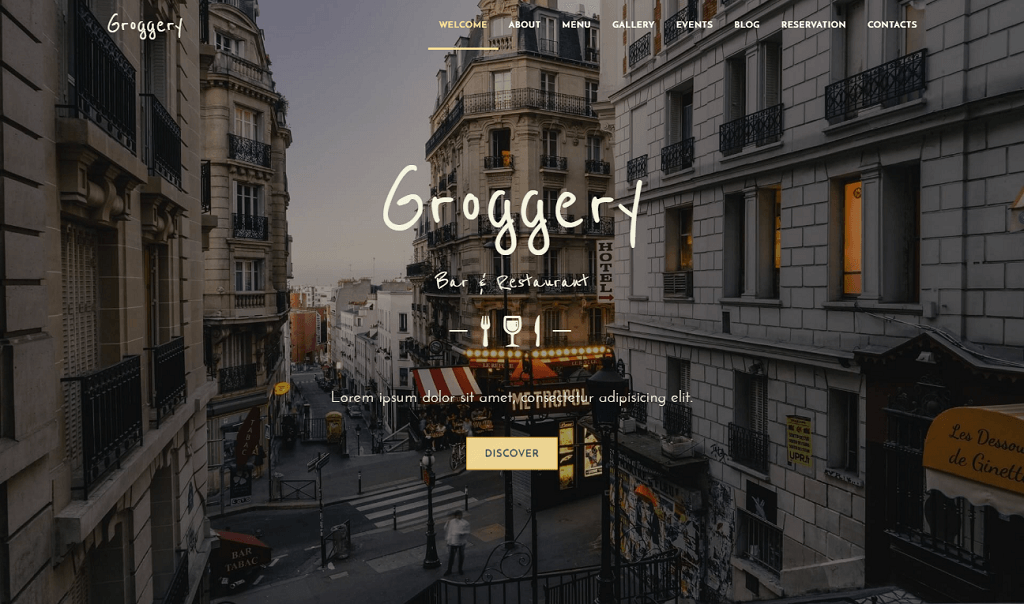 Groggery
WELCOME ABOUT MENU GALLERY EVENTS BLOG RESERVATION CONTACTS
Groggery
Bar & Restaurant
HOTEL
Lorem ipsum dolor sit amet, consectetur adipisicing elit.
DISCOVER
Les Dessous
de Ginette
BAR
TABAC